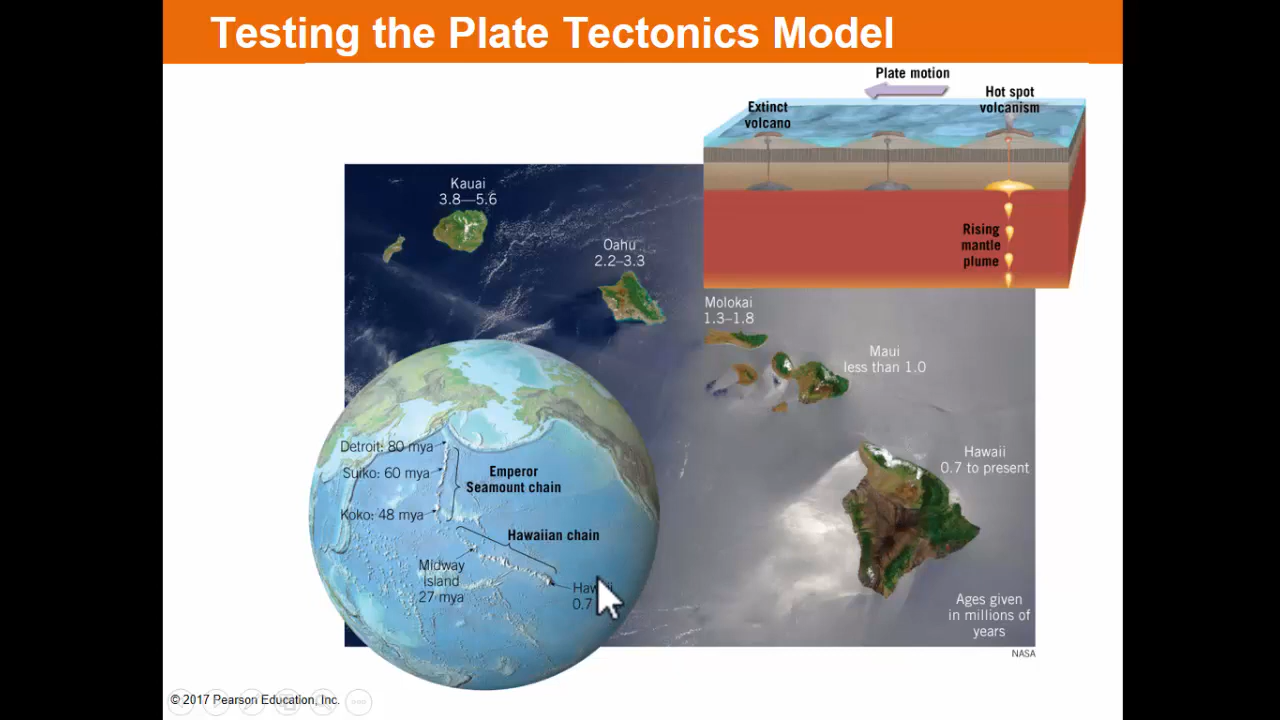 Testing the Plate Tectonics Model
Plate motion
Extinct
volcano
Hot spot
volcanism
Rising
mantle
plume
Kauai
3.8—5.6
Oahu
2.2–3.3
Molokai
1.3–1.8
Maui
less than 1.0
Hawaii
0.7 to present
Ages given
in millions of
years
NASA
Detroit: 80 mya
Suiko: 60 mya
Koko: 48 mya
Emperor
Seamount chain
Hawaiian chain
Midway
Island
27 mya
0.7
© 2017 Pearson Education, Inc.